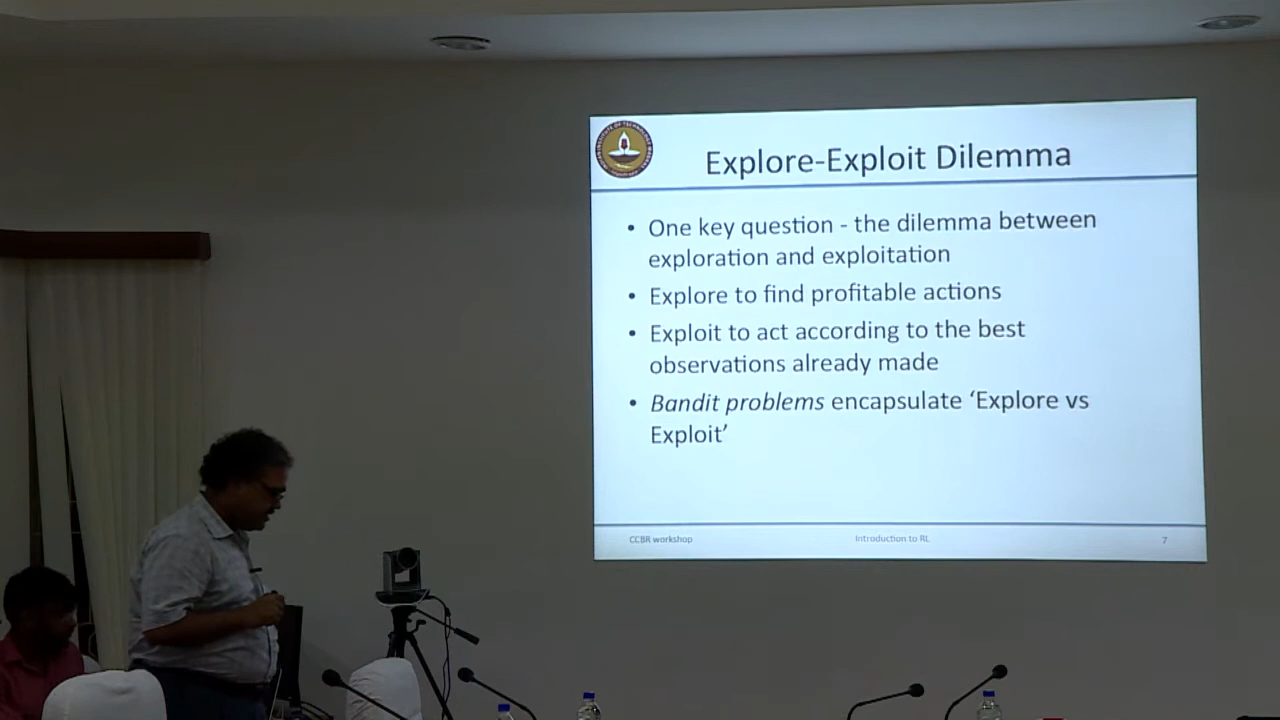 Explore-Exploit Dilemma
• One key question - the dilemma between
exploration and exploitation
• Explore to find profitable actions
• Exploit to act according to the best
observations already made
• Bandit problems encapsulate ‘Explore vs
Exploit’
CCBR workshop
Introduction to RL
7